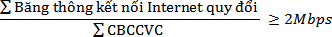 ∑ Băng thông kết nối Internet quy đổi
∑ CBCCVC
≥ 2Mbps